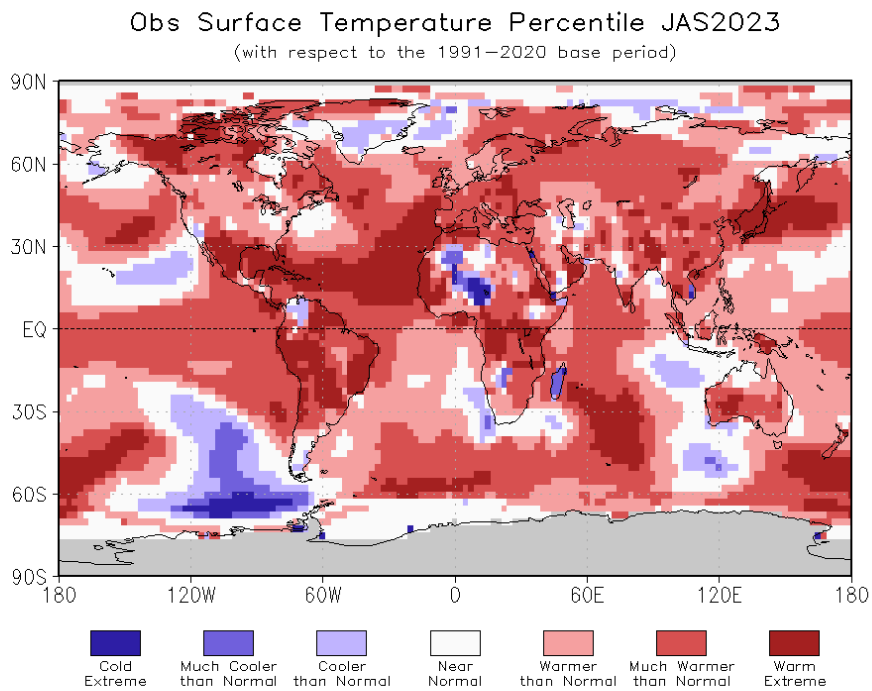 Obs Surface Temperature Percentile JAS2023
(with respect to the 1991–2020 base period)
90N
60N
30N
EQ
30S
60S
90S
180 120W 60W 0 60E 120E 180
Cold Extreme
Much Cooler than Normal
Cooler than Normal
Near Normal
Warmer than Normal
Much Warmer than Normal
Warm Extreme